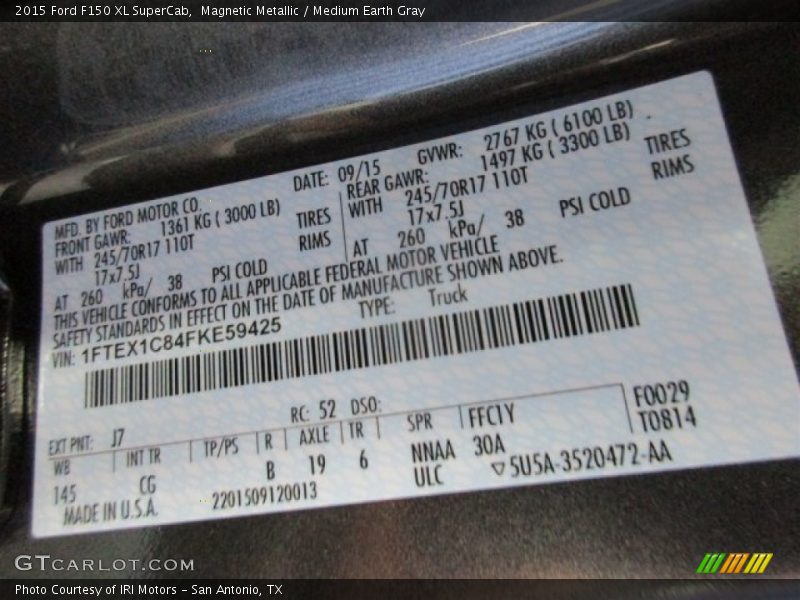 2015 Ford F150 XL SuperCab, Magnetic Metallic / Medium Earth Gray
MFD. BY FORD MOTOR CO. DATE: 09/15 GVWR: 2767 KG ( 6100 LB)
FRONT GAWR: 1361 KG ( 3000 LB) REAR GAWR: 1497 KG ( 3300 LB)
WITH 245/70R17 110T TIRES WITH 245/70R17 110T TIRES
17x7.5J RIMS 17x7.5J RIMS
AT 260 kPa/ 38 PSI COLD AT 260 kPa/ 38 PSI COLD
THIS VEHICLE CONFORMS TO ALL APPLICABLE FEDERAL MOTOR VEHICLE
SAFETY STANDARDS IN EFFECT ON THE DATE OF MANUFACTURE SHOWN ABOVE.
VIN: 1FTEX1C84FKE59425 TYPE: Truck
EXT PNT: J7 RC: 52 DSO: F0029
WB INT TR TP/PS R AXLE TR SPR FFC1Y T0814
145 CG B 19 6 NNAA 30A
ULC ▽5U5A-3520472-AA
MADE IN U.S.A. 2201509120013
GTCARLOT.COM
Photo Courtesy of IRI Motors – San Antonio, TX